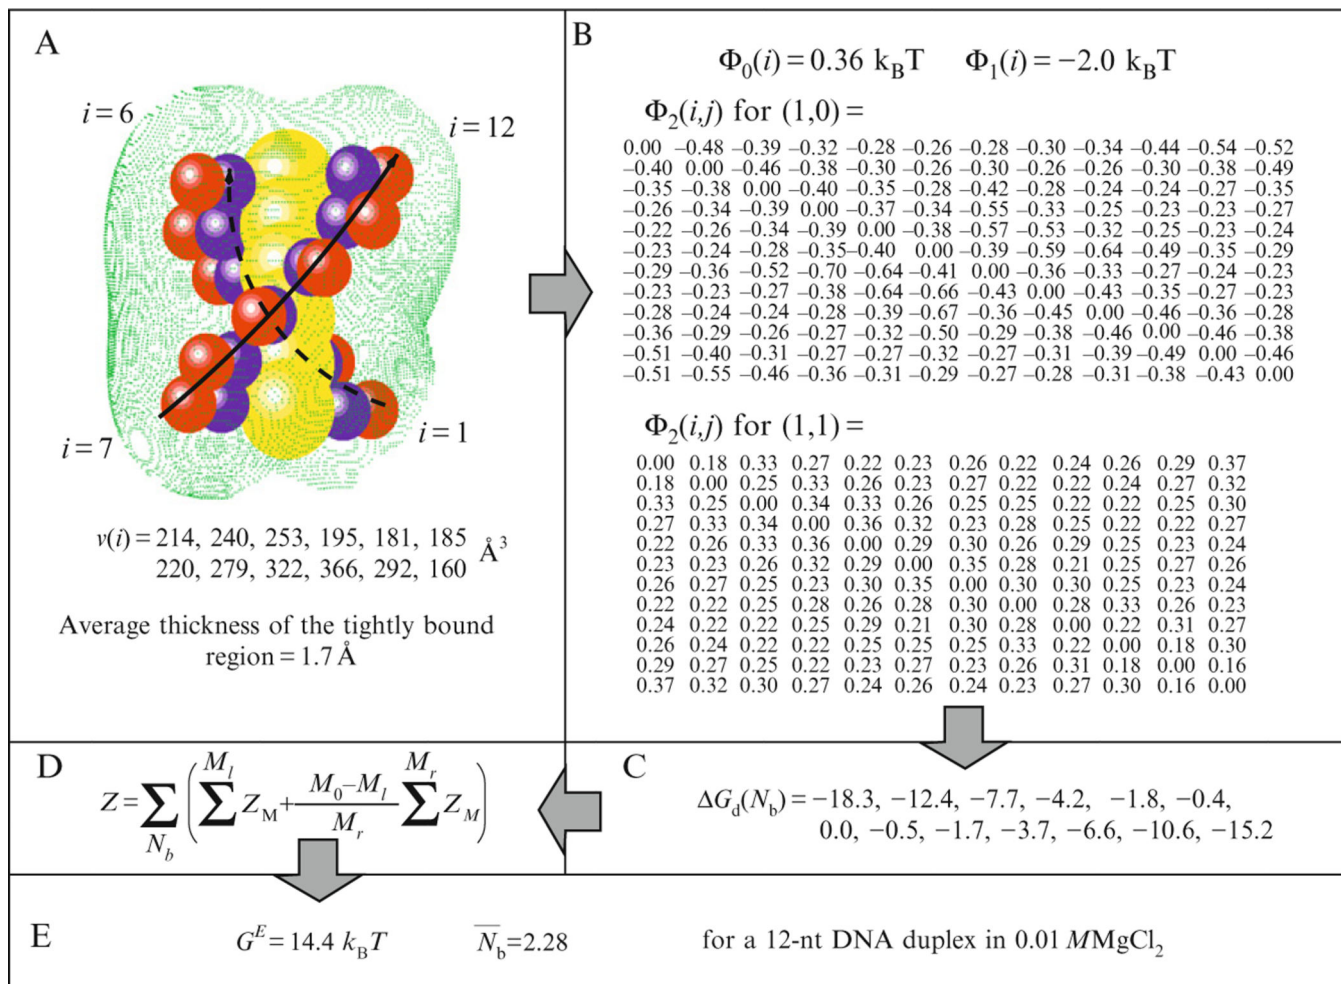 A
i = 6
i = 12
i = 7
i = 1
v(i) = 214, 240, 253, 195, 181, 185
220, 279, 322, 366, 292, 160 Å³
Average thickness of the tightly bound
region = 1.7 Å
B
Φ₀(i) = 0.36 k_BT Φ₁(i) = −2.0 k_BT
Φ₂(i,j) for (1,0) =
0.00 −0.48 −0.39 −0.32 −0.28 −0.26 −0.28 −0.30 −0.34 −0.44 −0.54 −0.52
−0.40 0.00 −0.46 −0.38 −0.30 −0.26 −0.30 −0.26 −0.26 −0.30 −0.38 −0.49
−0.35 −0.38 0.00 −0.40 −0.35 −0.28 −0.42 −0.28 −0.24 −0.24 −0.27 −0.35
−0.26 −0.34 −0.39 0.00 −0.37 −0.34 −0.55 −0.33 −0.25 −0.23 −0.23 −0.27
−0.22 −0.26 −0.34 −0.39 0.00 −0.38 −0.57 −0.53 −0.32 −0.25 −0.23 −0.24
−0.23 −0.24 −0.28 −0.35 −0.40 0.00 −0.39 −0.59 −0.64 −0.49 −0.35 −0.29
−0.29 −0.36 −0.52 −0.70 −0.64 −0.41 0.00 −0.36 −0.33 −0.27 −0.24 −0.23
−0.23 −0.23 −0.27 −0.38 −0.64 −0.66 −0.43 0.00 −0.43 −0.35 −0.27 −0.23
−0.28 −0.24 −0.24 −0.28 −0.39 −0.67 −0.36 −0.45 0.00 −0.46 −0.36 −0.28
−0.36 −0.29 −0.26 −0.27 −0.32 −0.50 −0.29 −0.38 −0.46 0.00 −0.46 −0.38
−0.51 −0.40 −0.31 −0.27 −0.27 −0.32 −0.27 −0.31 −0.39 −0.49 0.00 −0.46
−0.51 −0.55 −0.46 −0.36 −0.31 −0.29 −0.27 −0.28 −0.31 −0.38 −0.43 0.00
Φ₂(i,j) for (1,1) =
0.00 0.18 0.33 0.27 0.22 0.23 0.26 0.22 0.24 0.26 0.29 0.37
0.18 0.00 0.25 0.33 0.26 0.23 0.27 0.22 0.22 0.24 0.27 0.32
0.33 0.25 0.00 0.34 0.33 0.26 0.25 0.25 0.22 0.22 0.25 0.30
0.27 0.33 0.34 0.00 0.36 0.32 0.23 0.28 0.25 0.22 0.22 0.27
0.22 0.26 0.33 0.36 0.00 0.29 0.30 0.26 0.29 0.25 0.23 0.24
0.23 0.23 0.26 0.32 0.29 0.00 0.35 0.28 0.21 0.25 0.27 0.26
0.26 0.27 0.25 0.23 0.30 0.35 0.00 0.30 0.30 0.25 0.23 0.24
0.22 0.22 0.25 0.28 0.26 0.28 0.30 0.00 0.28 0.33 0.26 0.23
0.24 0.22 0.22 0.25 0.29 0.21 0.30 0.28 0.00 0.22 0.31 0.27
0.26 0.24 0.22 0.22 0.25 0.25 0.25 0.33 0.22 0.00 0.18 0.30
0.29 0.27 0.25 0.22 0.23 0.27 0.23 0.26 0.31 0.18 0.00 0.16
0.37 0.32 0.30 0.27 0.24 0.26 0.24 0.23 0.27 0.30 0.16 0.00
C
ΔG_d(N_b) = −18.3, −12.4, −7.7, −4.2, −1.8, −0.4,
0.0, −0.5, −1.7, −3.7, −6.6, −10.6, −15.2
D
Z = ∑_{N_b} (∑^{M_l} Z_M + (M₀−M_l)/M_r ∑^{M_r} Z_M)
E
G^E = 14.4 k_BT N̅_b=2.28 for a 12-nt DNA duplex in 0.01 MMgCl₂